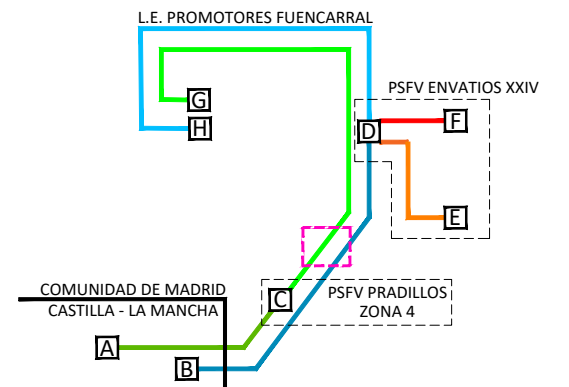 L.E. PROMOTORES FUENCARRAL
PSFV ENVATIOS XXIV
G
H
D
F
E
C
PSFV PRADILLOS
ZONA 4
COMUNIDAD DE MADRID
CASTILLA - LA MANCHA
A
B